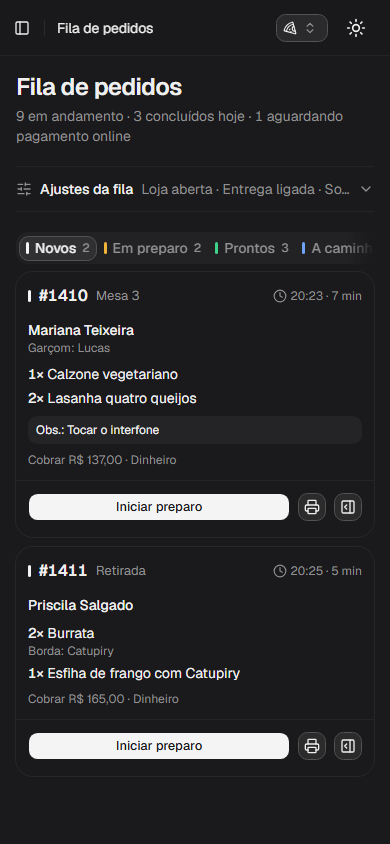 Fila de pedidos
Fila de pedidos
9 em andamento · 3 concluídos hoje · 1 aguardando
pagamento online
Ajustes da fila Loja aberta · Entrega ligada · So...
Novos 2 Em preparo 2 Prontos 3 A caminh
#1410 Mesa 3 20:23 · 7 min
Mariana Teixeira
Garçom: Lucas
1× Calzone vegetariano
2× Lasanha quatro queijos
Obs.: Tocar o interfone
Cobrar R$ 137,00 · Dinheiro
Iniciar preparo
#1411 Retirada 20:25 · 5 min
Priscila Salgado
2× Burrata
Borda: Catupiry
1× Esfiha de frango com Catupiry
Cobrar R$ 165,00 · Dinheiro
Iniciar preparo